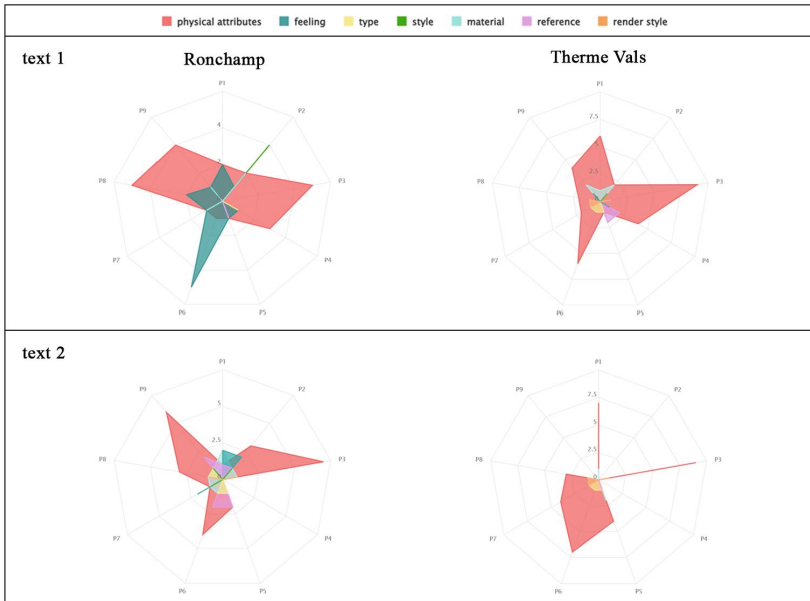 physical attributes feeling type style material reference render style
text 1 Ronchamp Therme Vals
P1 P1
P9 P2 P9 P2
7.5
4
P8 P3 P8 2.5 P3
P7 P4 P7 P4
P6 P5 P6 P5
text 2
P1 P1
P9 P2 P9 P2
5 7.5
5
2.5 2.5
P8 P3 P8 0 P3
P7 P4 P7 P4
P6 P5 P6 P5